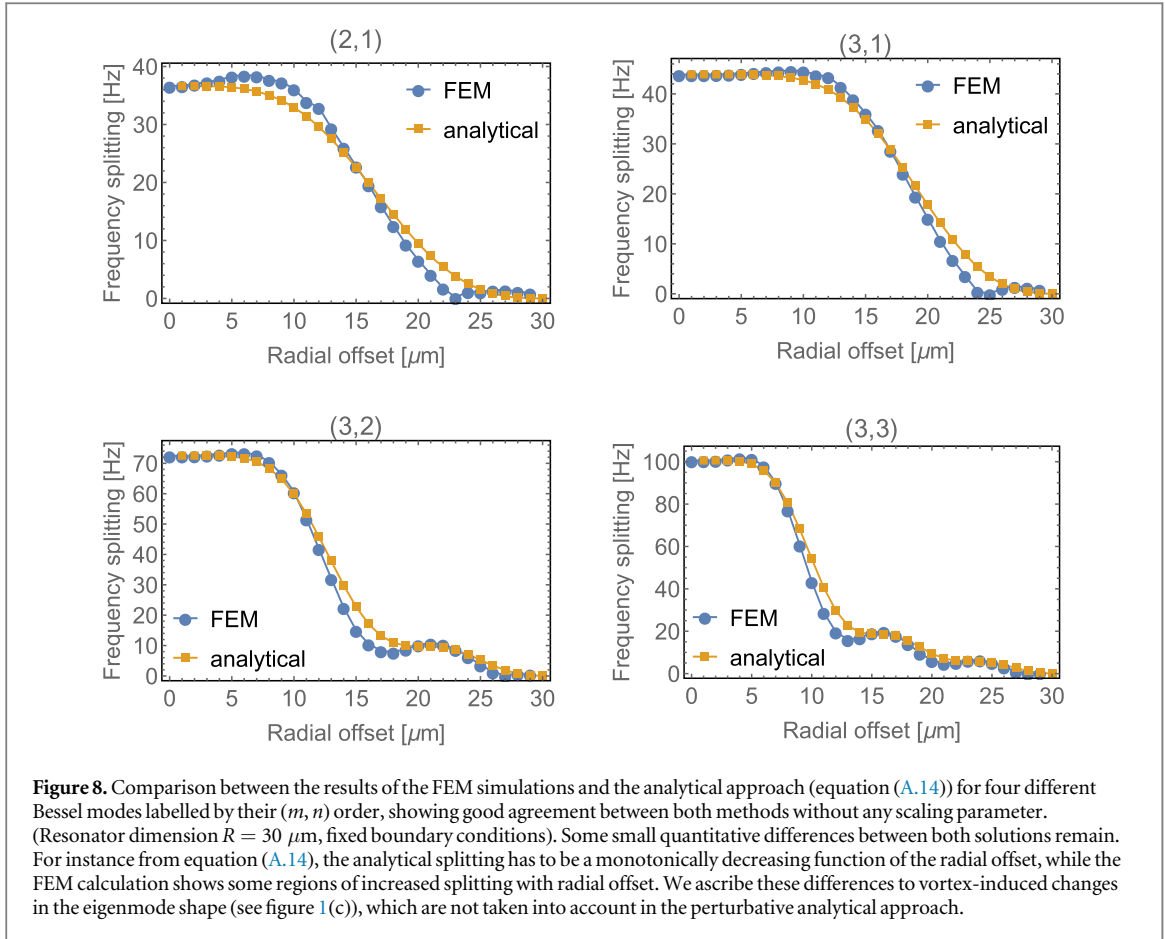 (2,1)
Frequency splitting [Hz]
40
30
20
10
0
FEM
analytical
0 5 10 15 20 25 30
Radial offset [µm]
(3,1)
Frequency splitting [Hz]
40
30
20
10
0
FEM
analytical
0 5 10 15 20 25 30
Radial offset [µm]
(3,2)
Frequency splitting [Hz]
70
60
50
40
30
20
10
0
FEM
analytical
0 5 10 15 20 25 30
Radial offset [µm]
(3,3)
Frequency splitting [Hz]
100
80
60
40
20
0
FEM
analytical
0 5 10 15 20 25 30
Radial offset [µm]
Figure 8. Comparison between the results of the FEM simulations and the analytical approach (equation (A.14)) for four different
Bessel modes labelled by their (m, n) order, showing good agreement between both methods without any scaling parameter.
(Resonator dimension R = 30 µm, fixed boundary conditions). Some small quantitative differences between both solutions remain.
For instance from equation (A.14), the analytical splitting has to be a monotonically decreasing function of the radial offset, while the
FEM calculation shows some regions of increased splitting with radial offset. We ascribe these differences to vortex-induced changes
in the eigenmode shape (see figure 1(c)), which are not taken into account in the perturbative analytical approach.